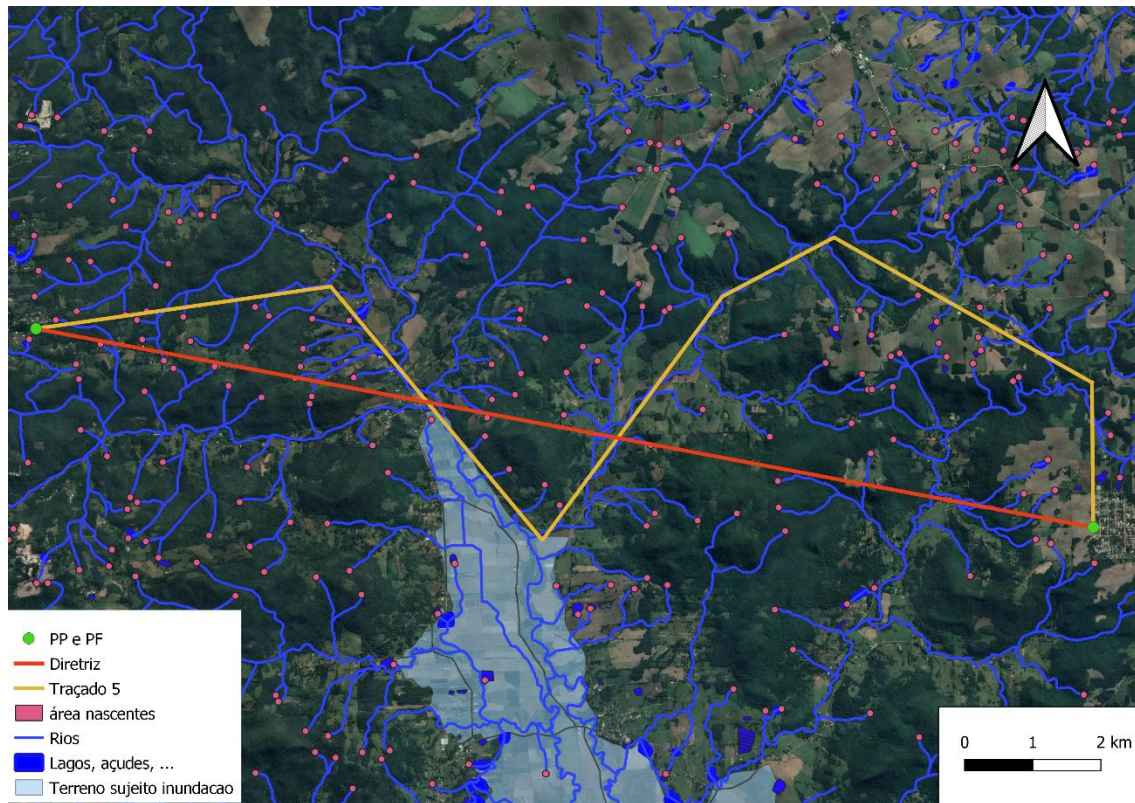 PP e PF
Diretriz
Traçado 5
área nascentes
Rios
Lagos, açudes, ...
Terreno sujeito inundacao
0 1 2 km